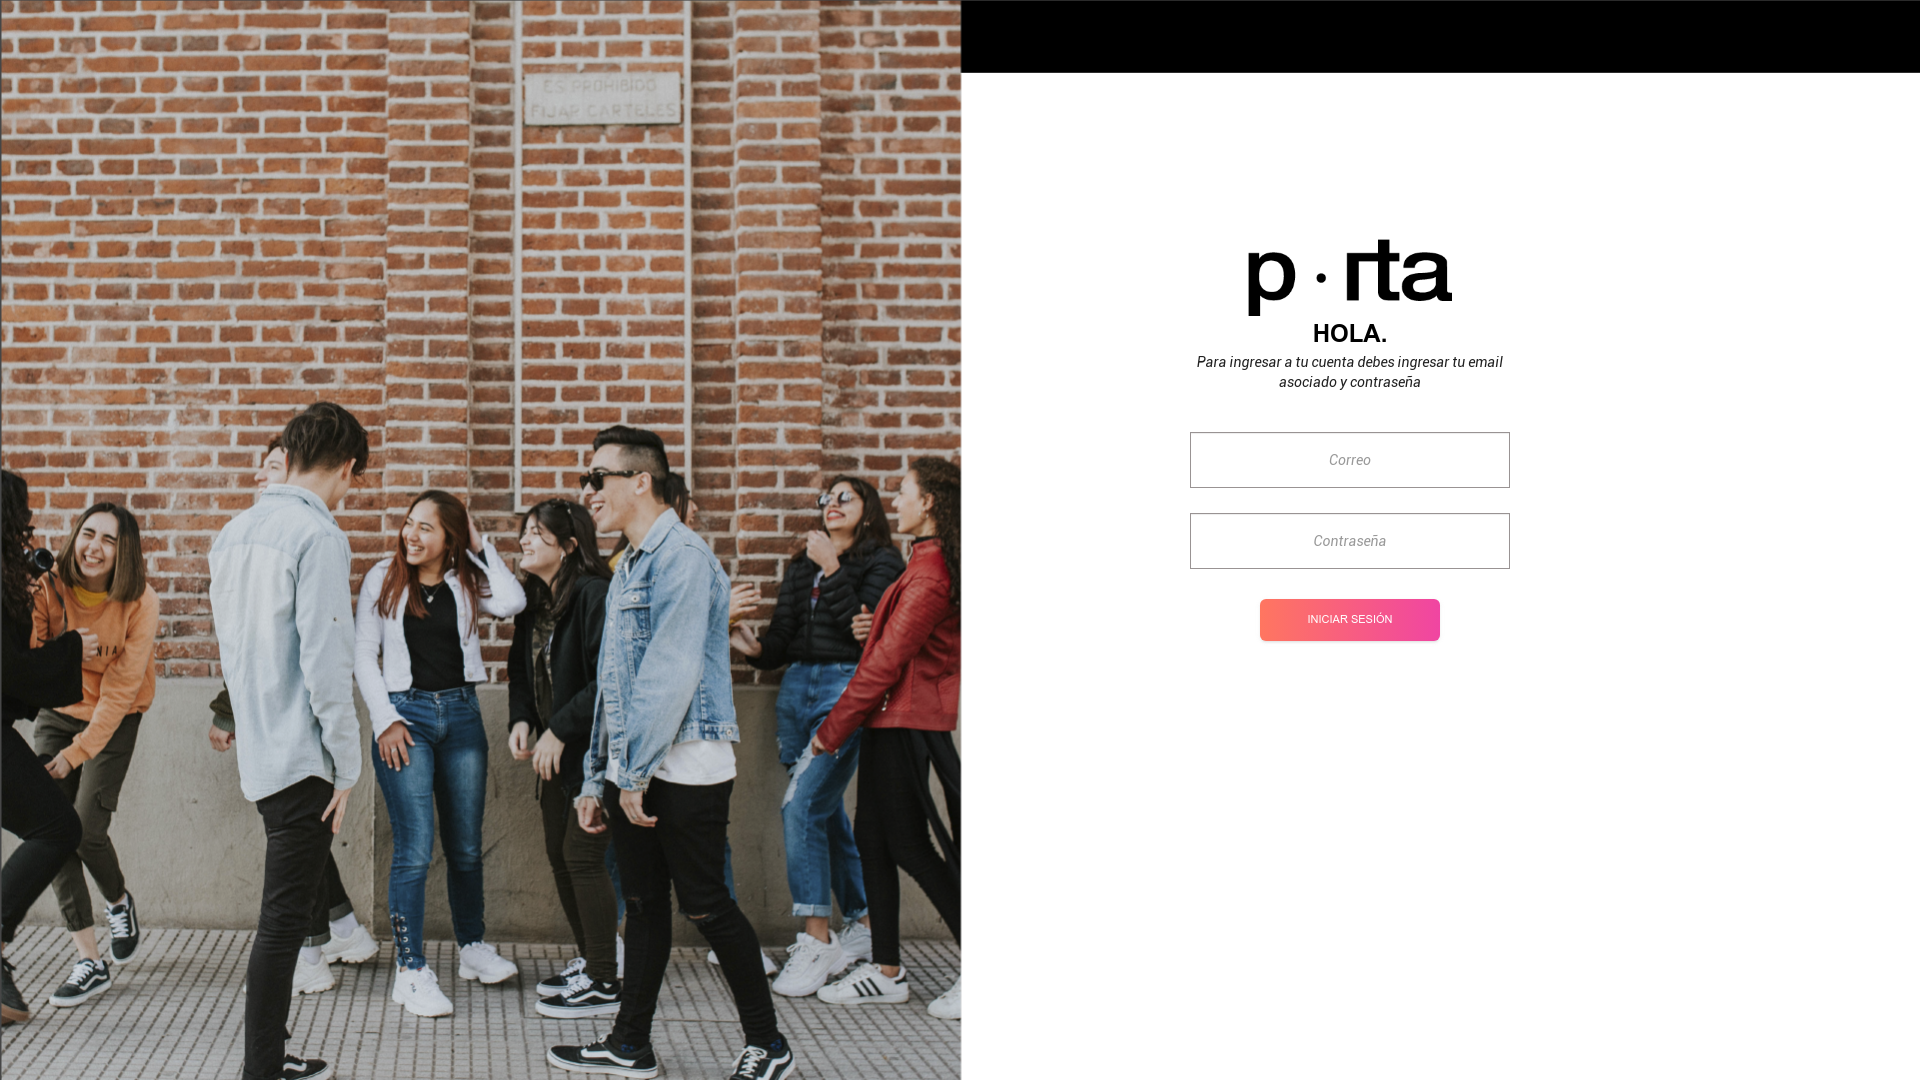 ES PROHIBIDO
FIJAR CARTELES
NIA
p·rta
HOLA.
Para ingresar a tu cuenta debes ingresar tu email
asociado y contraseña
Correo
Contraseña
INICIAR SESIÓN